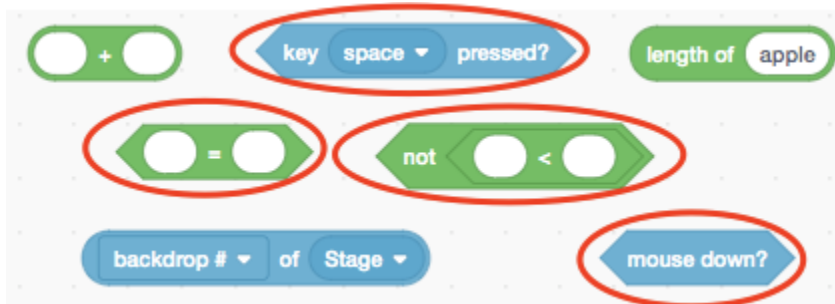 +
key space pressed?
length of apple
=
not <
backdrop # of Stage
mouse down?